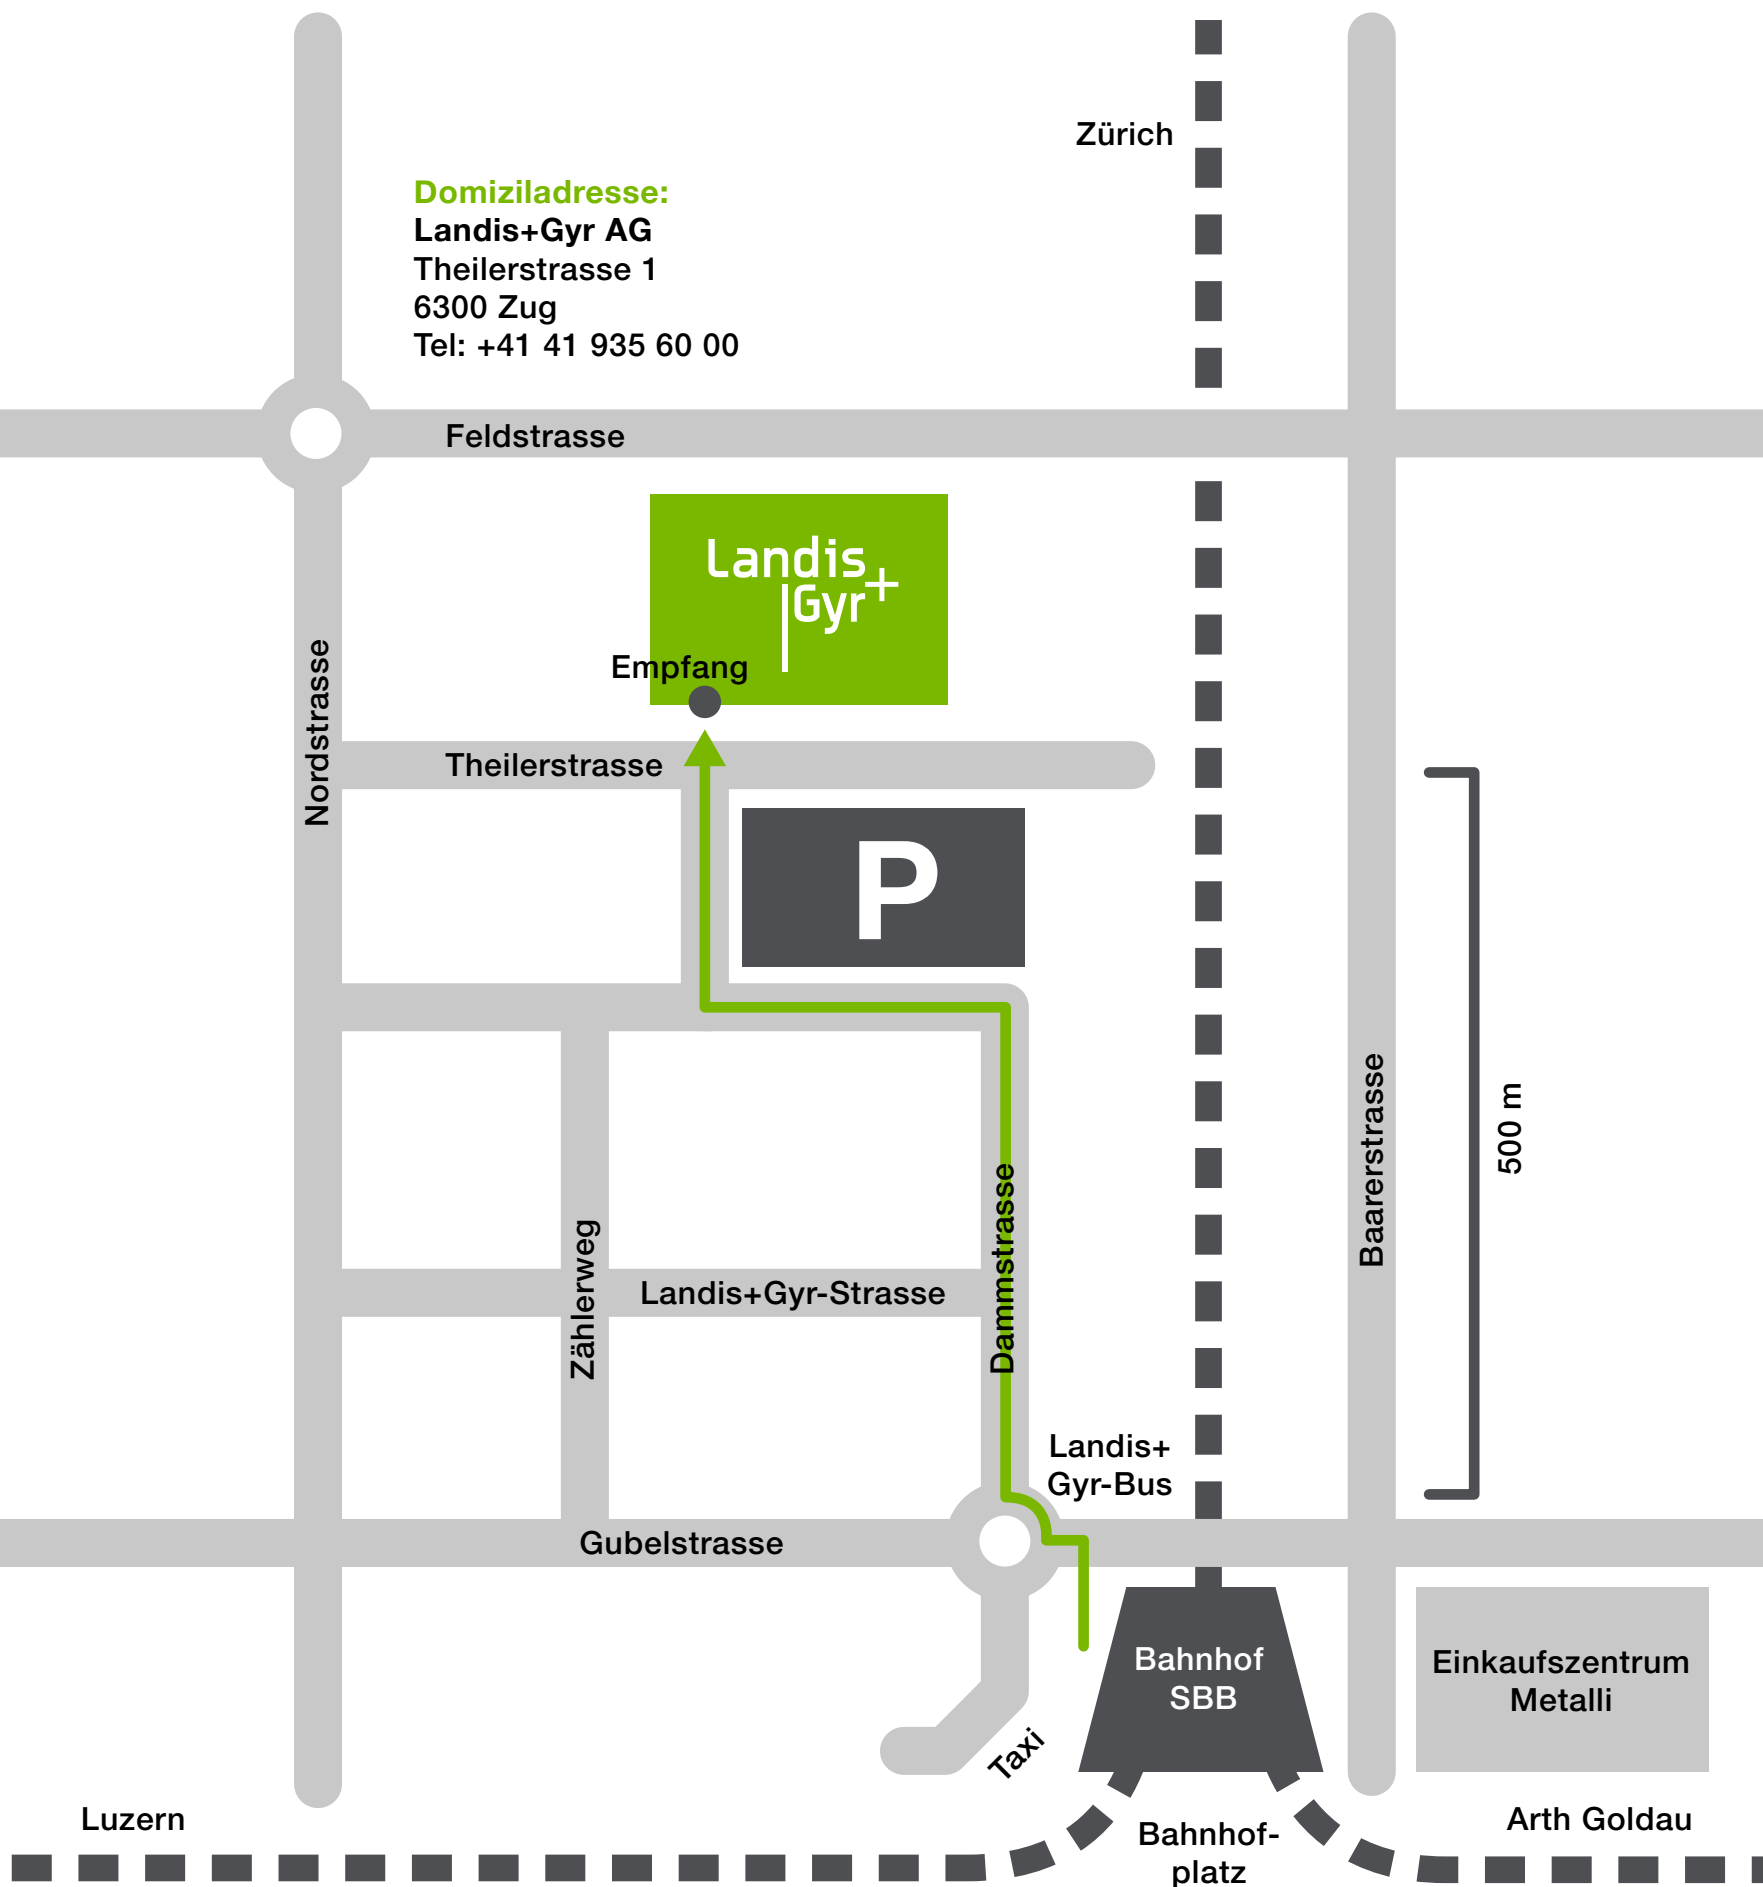 Zürich
Domiziladresse:
Landis+Gyr AG
Theilerstrasse 1
6300 Zug
Tel: +41 41 935 60 00
Feldstrasse
Landis+
Gyr
Empfang
Nordstrasse
Theilerstrasse
P
Baarerstrasse
500 m
Dammstrasse
Zählerweg
Landis+Gyr-Strasse
Landis+
Gyr-Bus
Gubelstrasse
Bahnhof
SBB
Einkaufszentrum
Metalli
Taxi
Luzern
Arth Goldau
Bahnhof-
platz